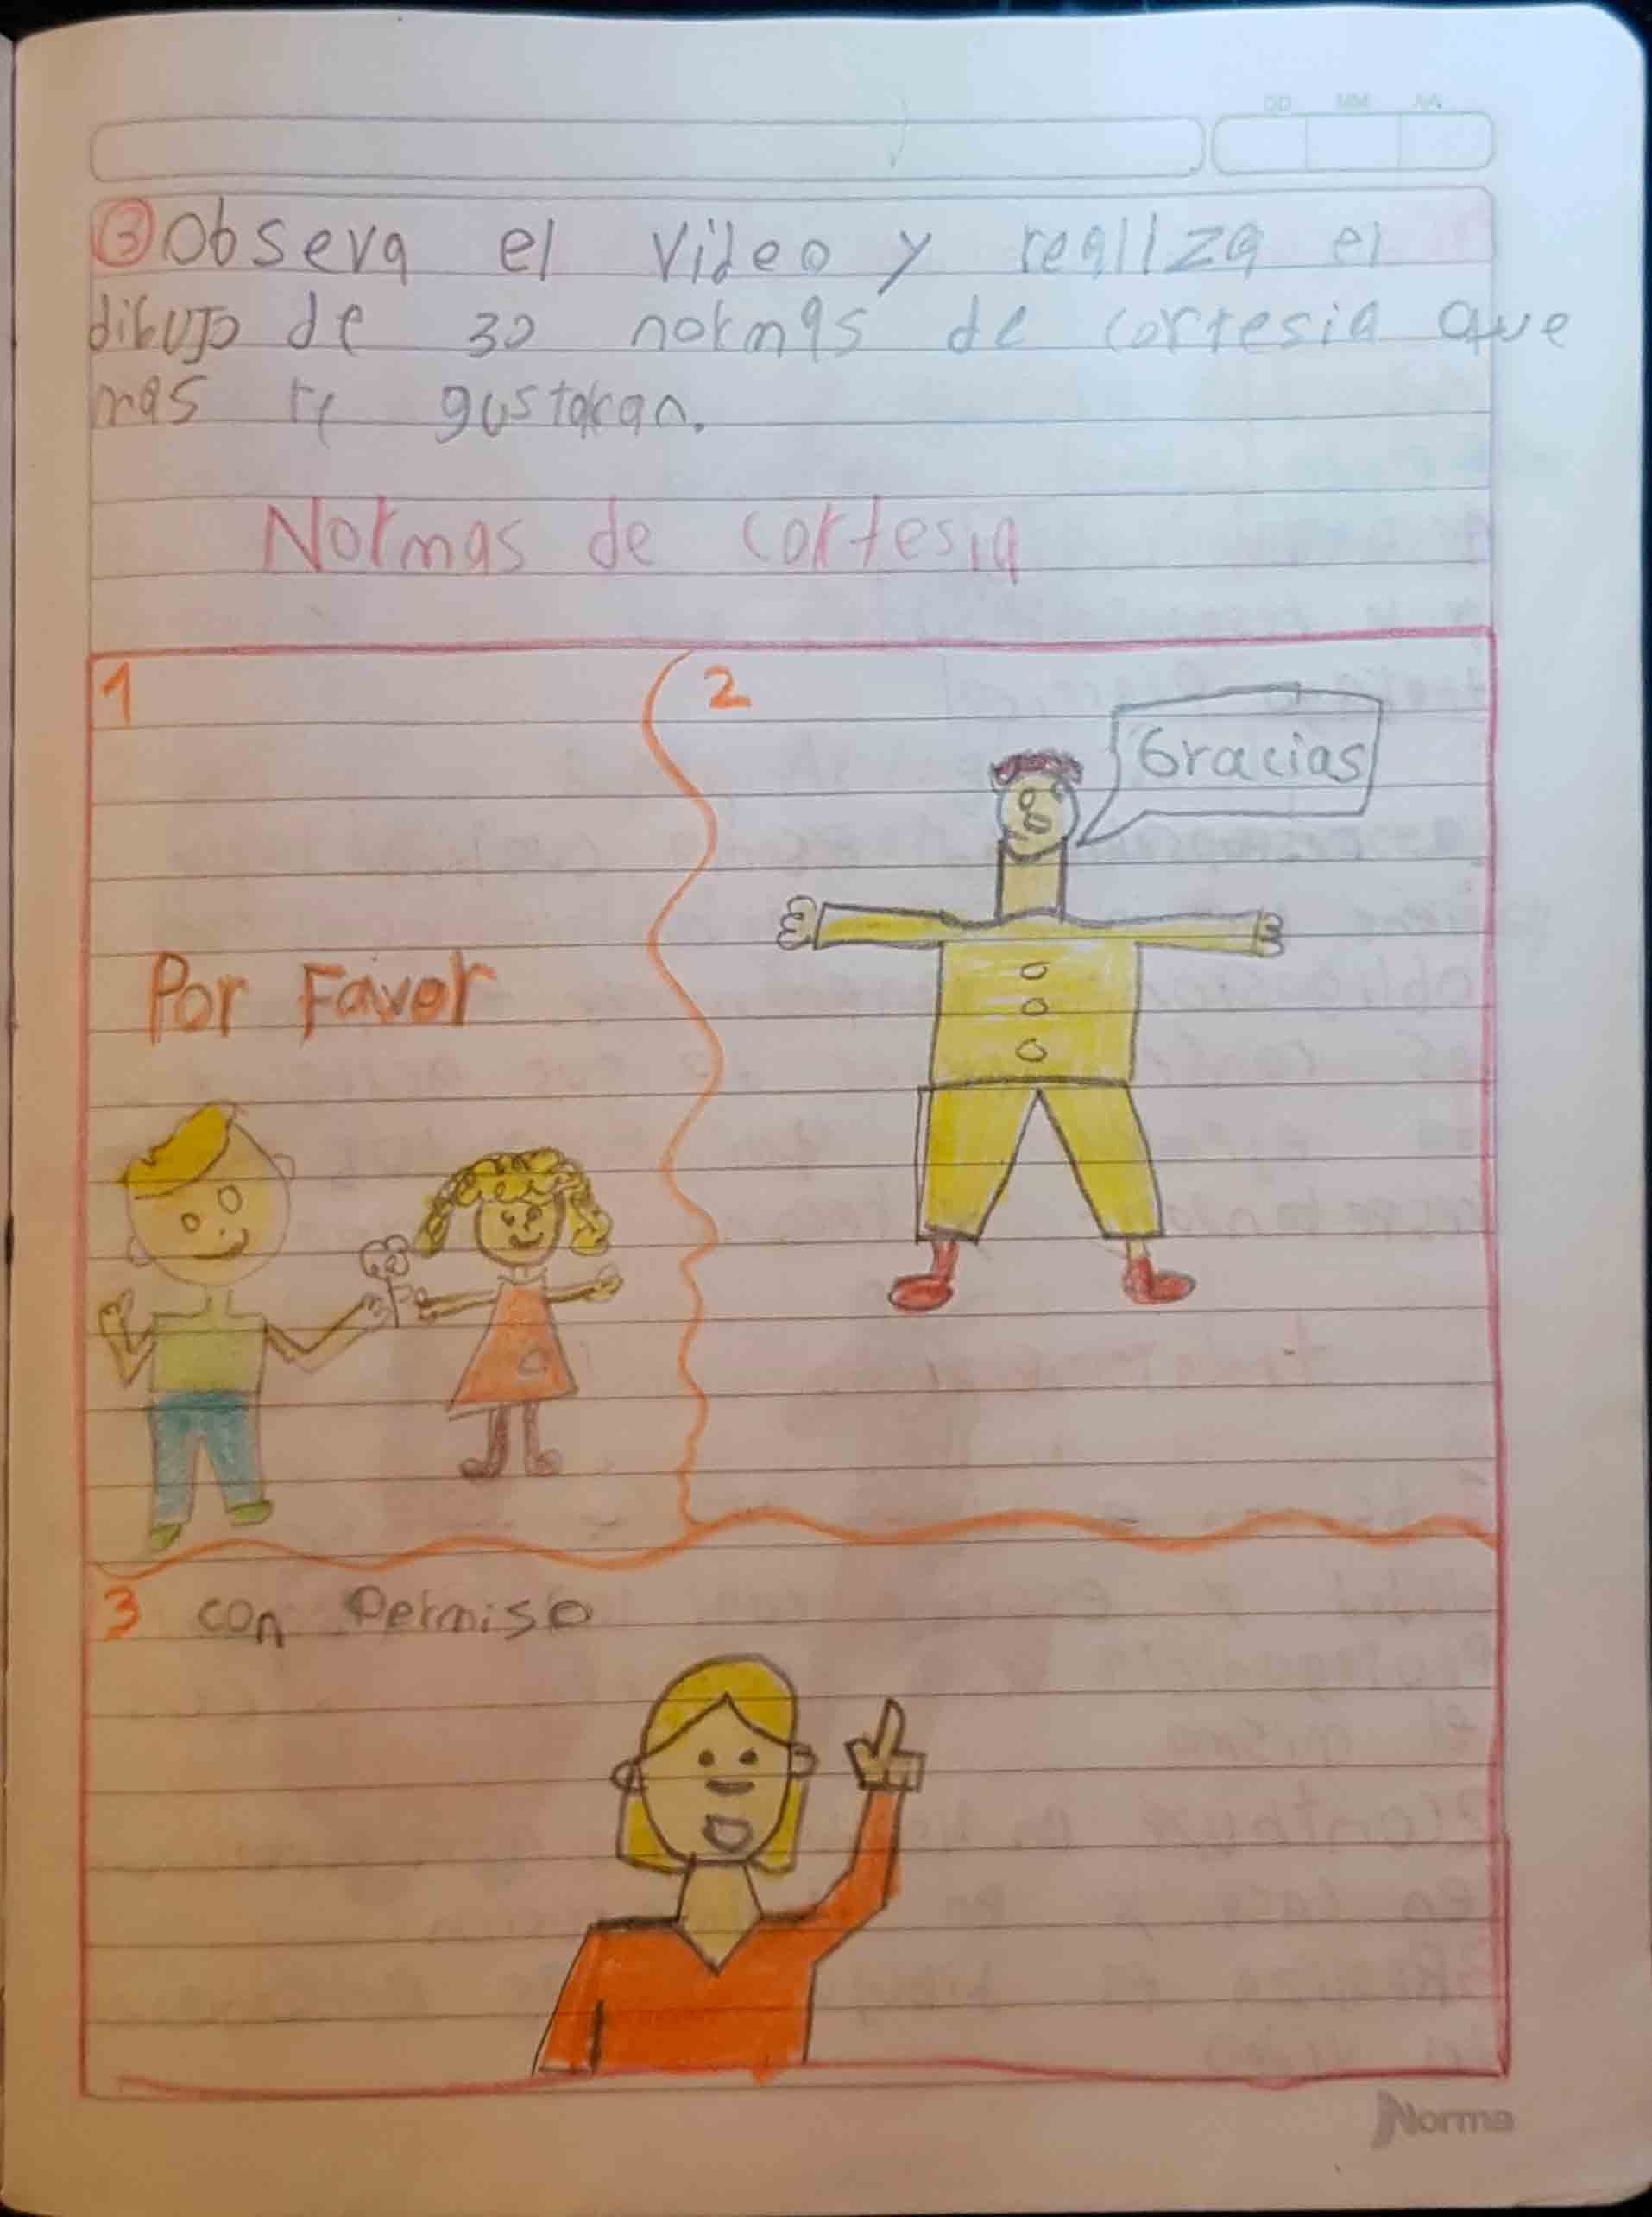 DD MM AA
③ Obseva el video y realiza el
dibujo de 30 normas de cortesia que
mas te gustaran.
Normas de cortesia
1
Por Favor
2
Gracias
3 con Permiso
Norma